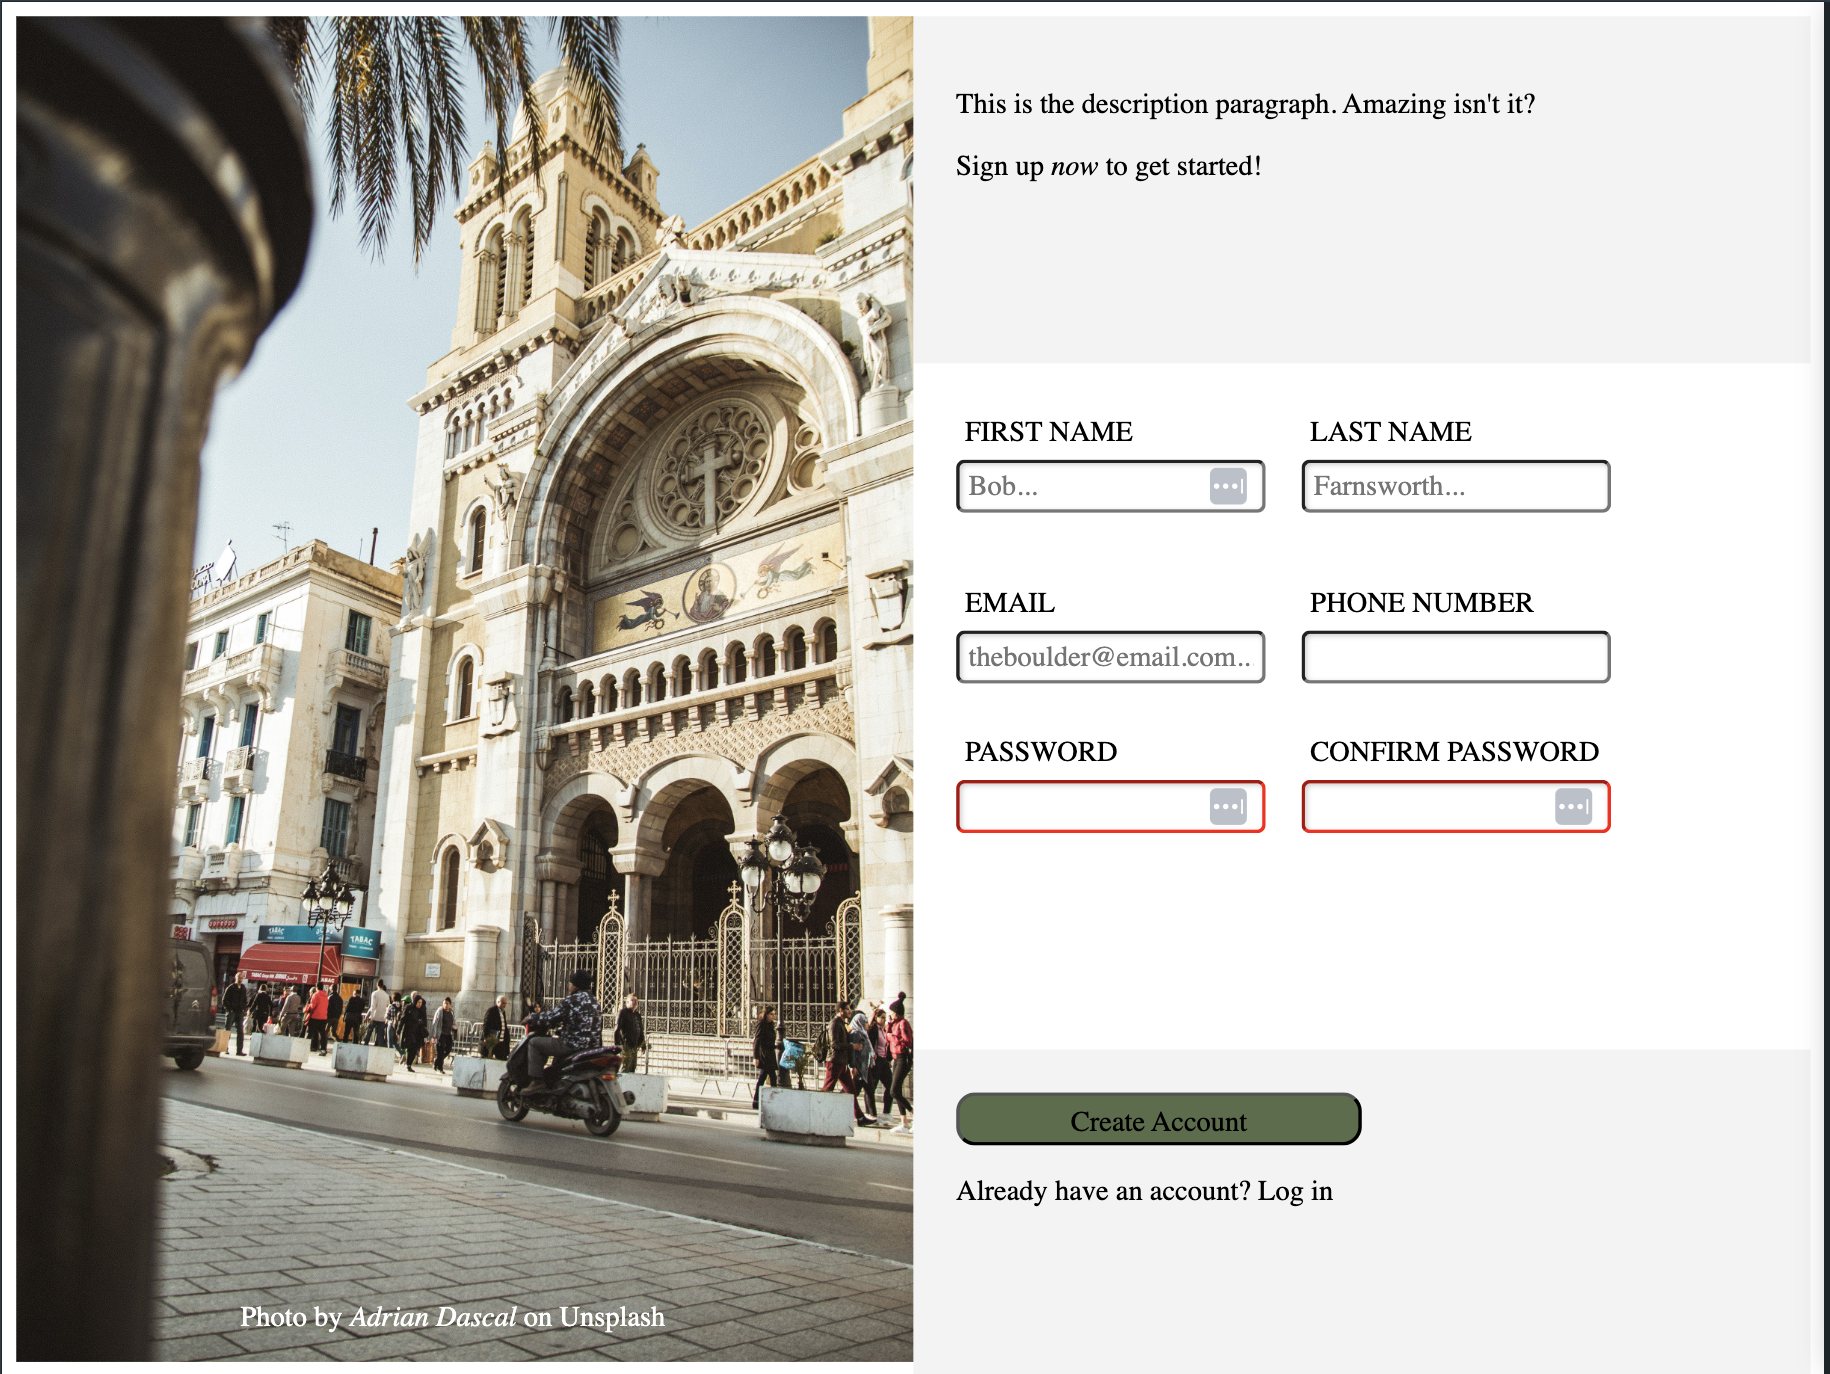 This is the description paragraph. Amazing isn't it?
Sign up now to get started!
FIRST NAME
LAST NAME
Bob...
Farnsworth...
EMAIL
PHONE NUMBER
theboulder@email.com..
PASSWORD
CONFIRM PASSWORD
Create Account
Already have an account? Log in
TABAC
TABAC
Photo by Adrian Dascal on Unsplash